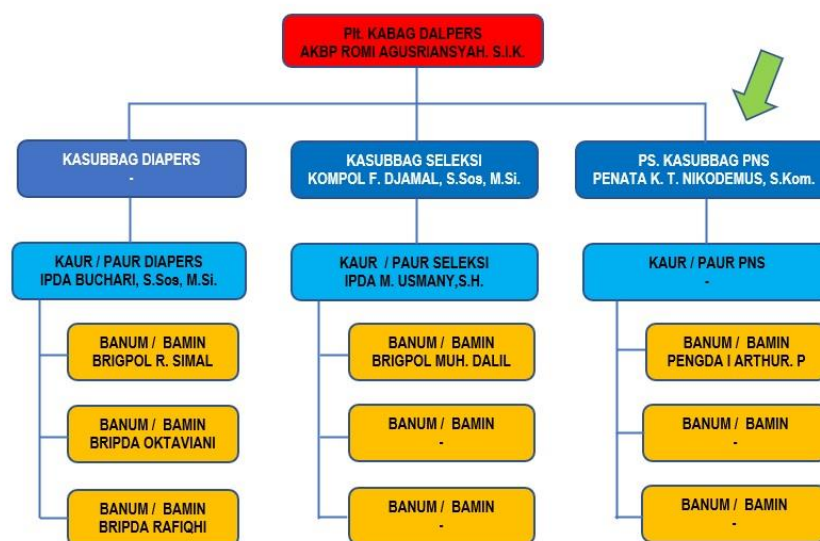 Plt. KABAG DALPERS
AKBP ROMI AGUSRIANSYAH. S.I.K.
KASUBBAG DIAPERS
-
KASUBBAG SELEKSI
KOMPOL F. DJAMAL, S.Sos, M.Si.
PS. KASUBBAG PNS
PENATA K. T. NIKODEMUS, S.Kom.
KAUR / PAUR DIAPERS
IPDA BUCHARI, S.Sos, M.Si.
KAUR / PAUR SELEKSI
IPDA M. USMANY,S.H.
KAUR / PAUR PNS
-
BANUM / BAMIN
BRIGPOL R. SIMAL
BANUM / BAMIN
BRIGPOL MUH. DALIL
BANUM / BAMIN
PENGDA I ARTHUR. P
BANUM / BAMIN
BRIPDA OKTAVIANI
BANUM / BAMIN
-
BANUM / BAMIN
-
BANUM / BAMIN
BRIPDA RAFIQHI
BANUM / BAMIN
-
BANUM / BAMIN
-